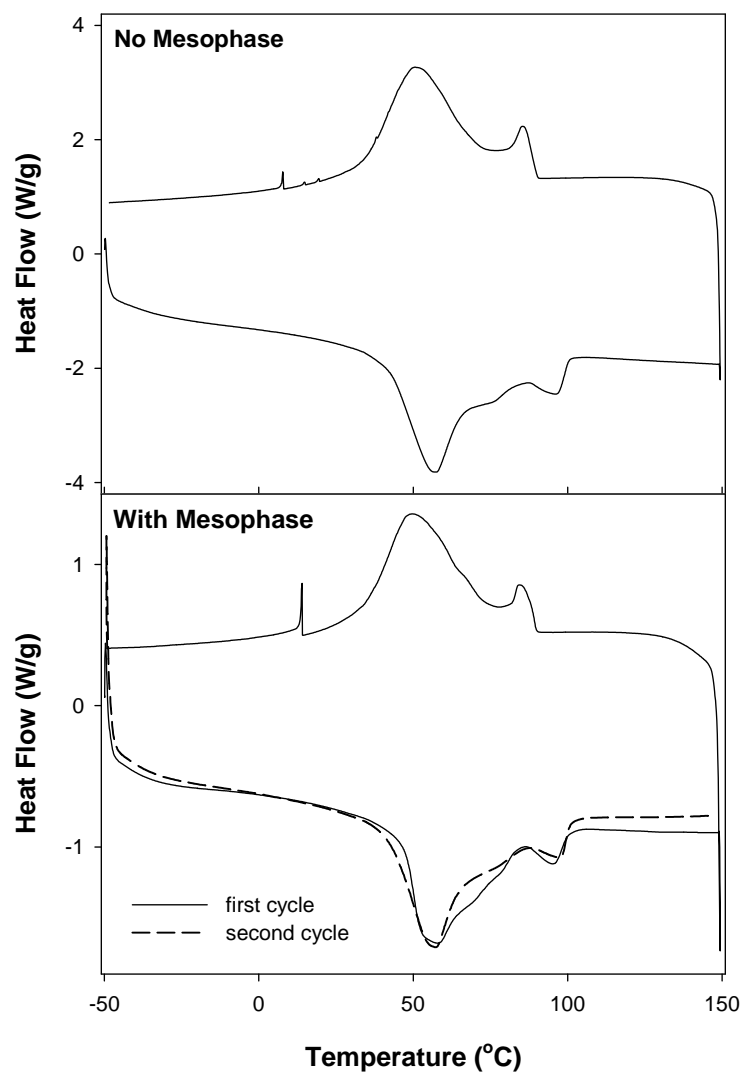 No Mesophase
4
2
0
-2
-4
Heat Flow (W/g)
With Mesophase
1
0
-1
Heat Flow (W/g)
first cycle
second cycle
-50 0 50 100 150
Temperature (°C)